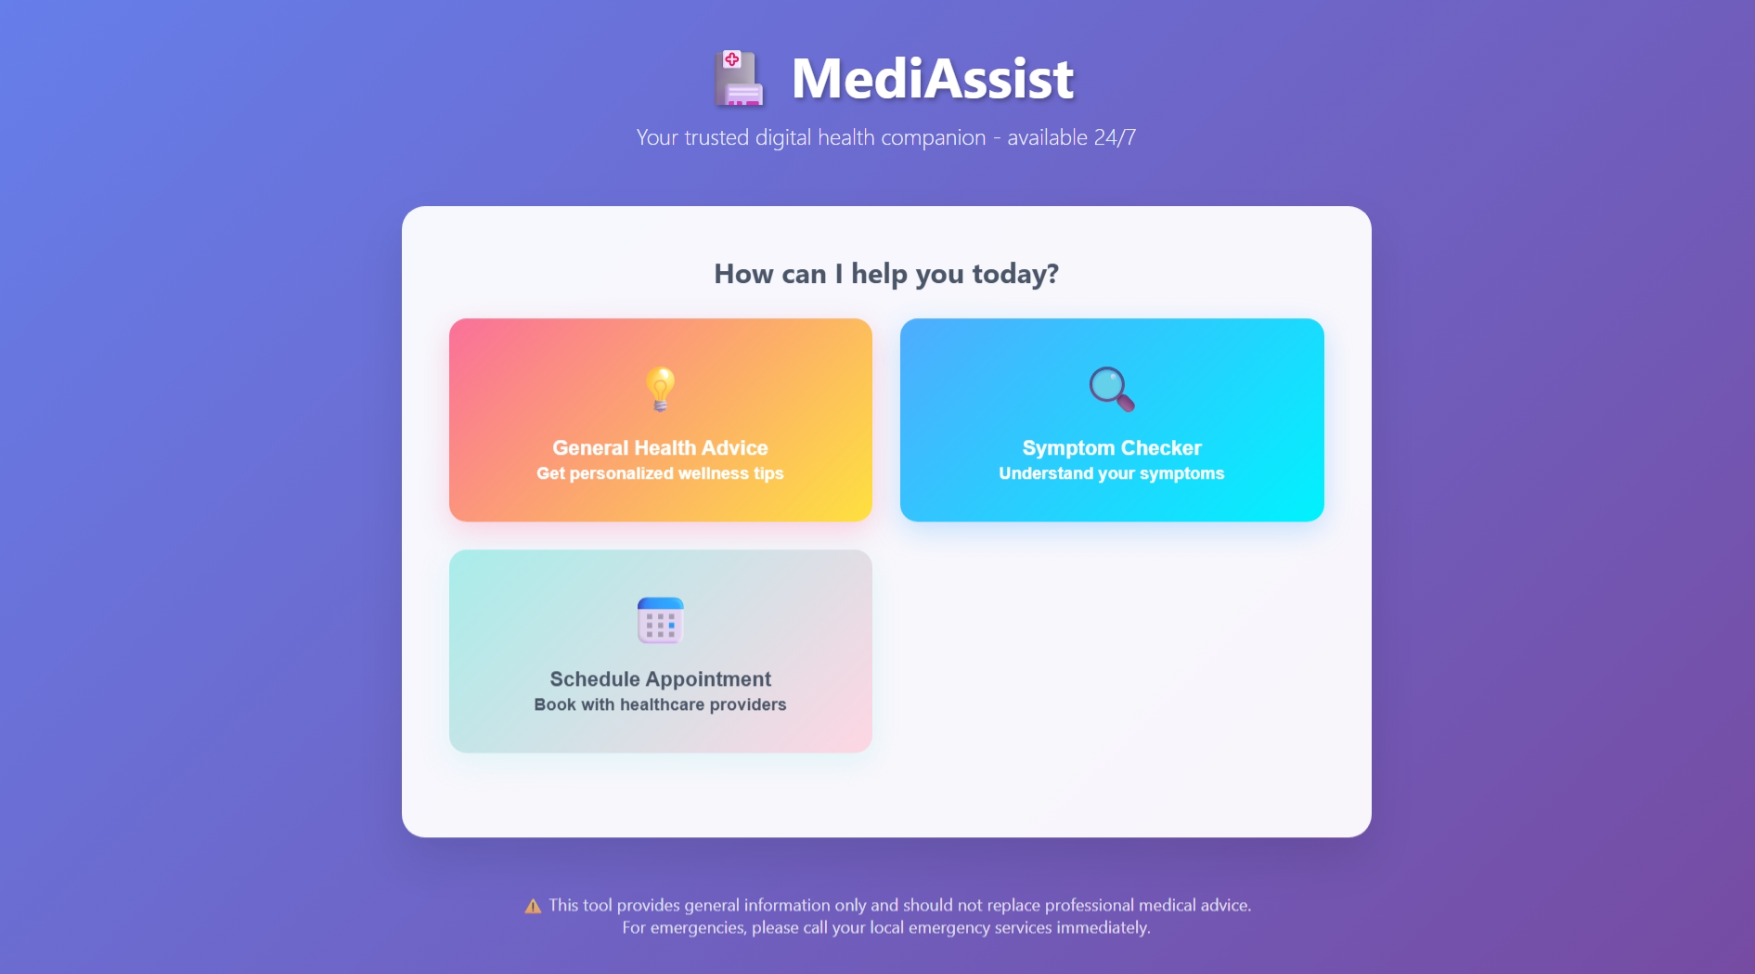 MediAssist
Your trusted digital health companion - available 24/7
How can I help you today?
General Health Advice
Get personalized wellness tips
Symptom Checker
Understand your symptoms
Schedule Appointment
Book with healthcare providers
⚠️ This tool provides general information only and should not replace professional medical advice.
For emergencies, please call your local emergency services immediately.